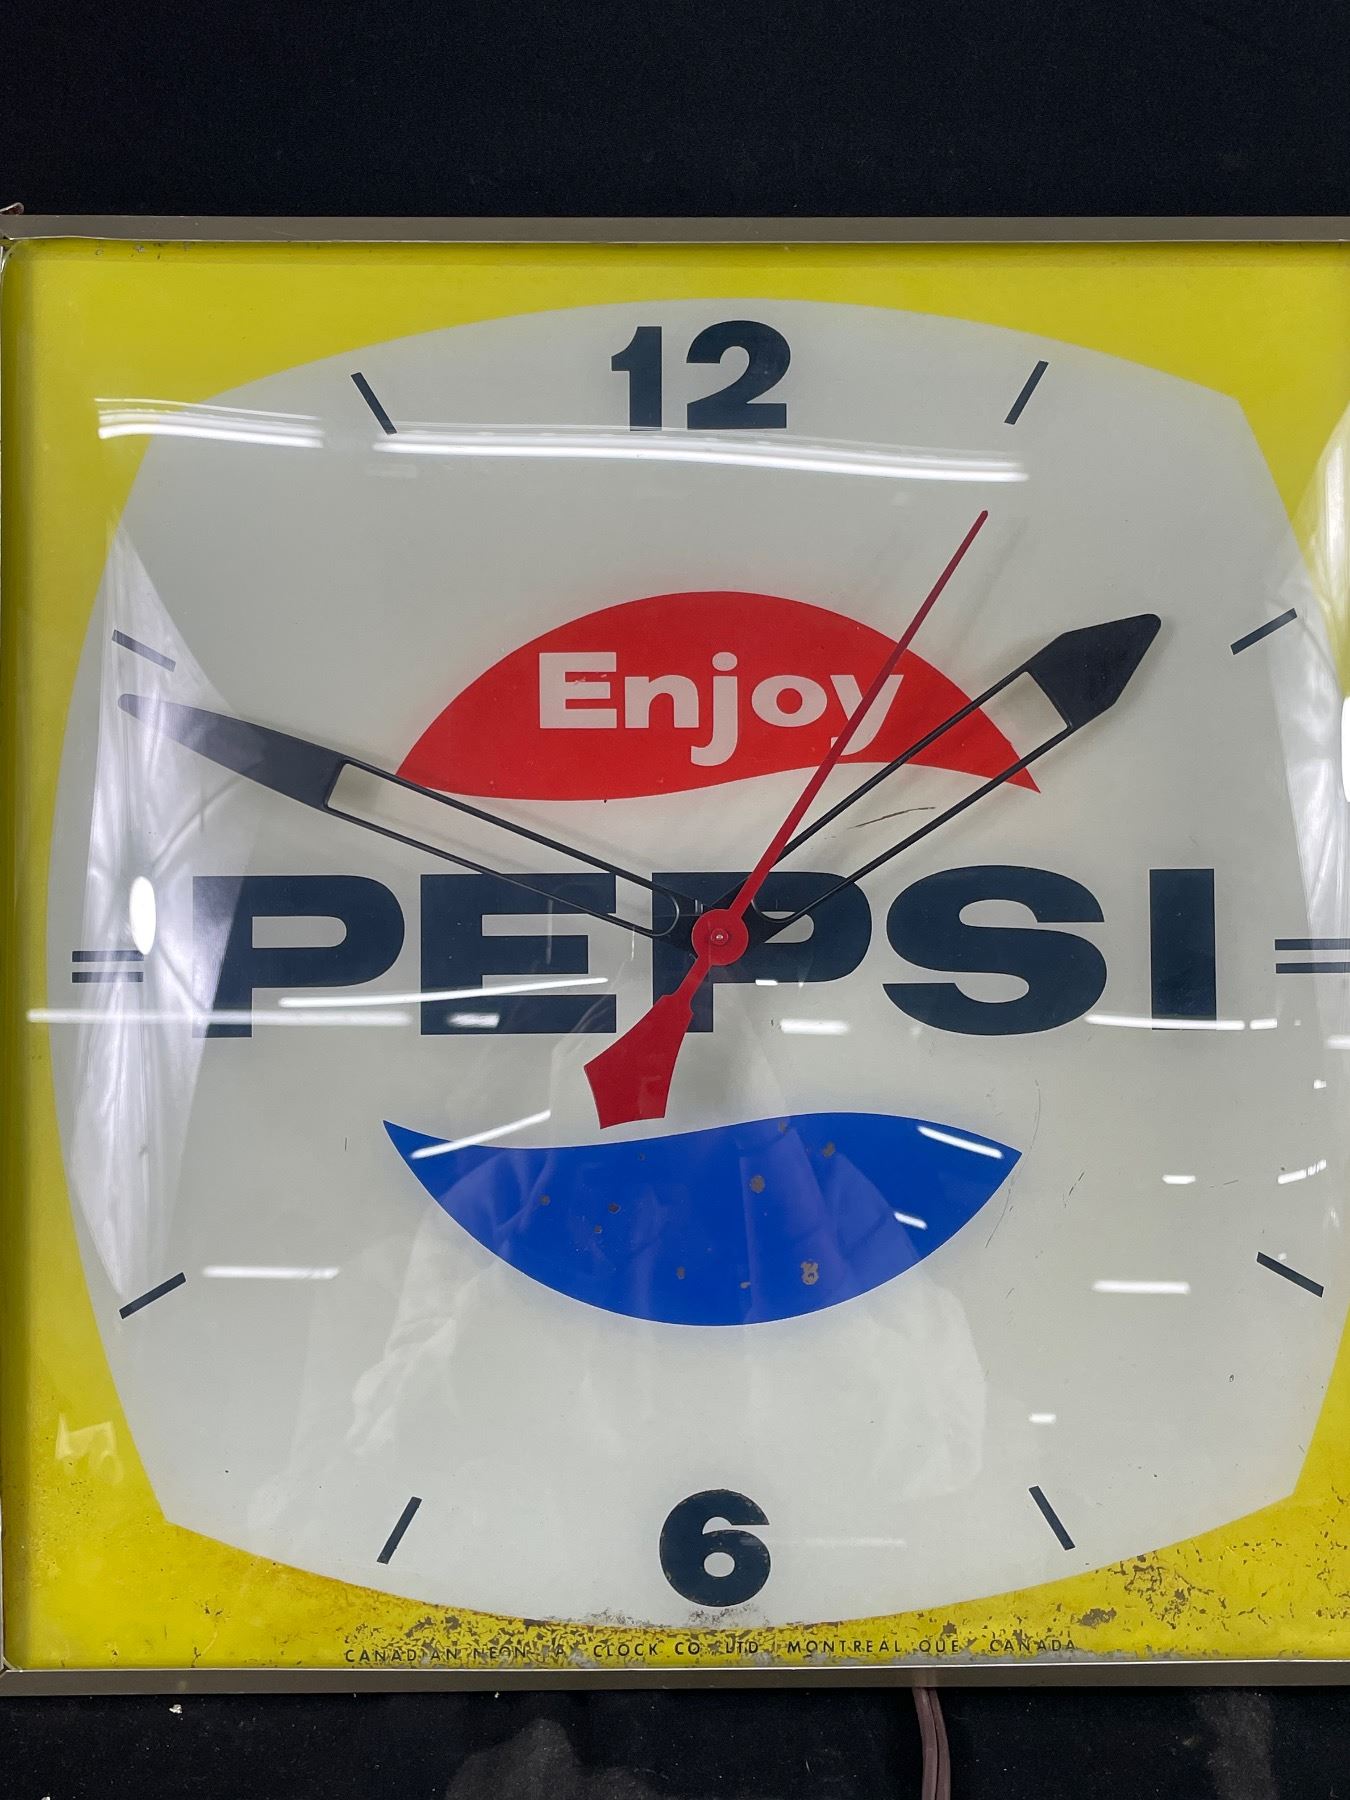 12
Enjoy
PEPSI
6
CANADIAN NEON-RAY CLOCK CO. LTD. MONTREAL QUE. CANADA